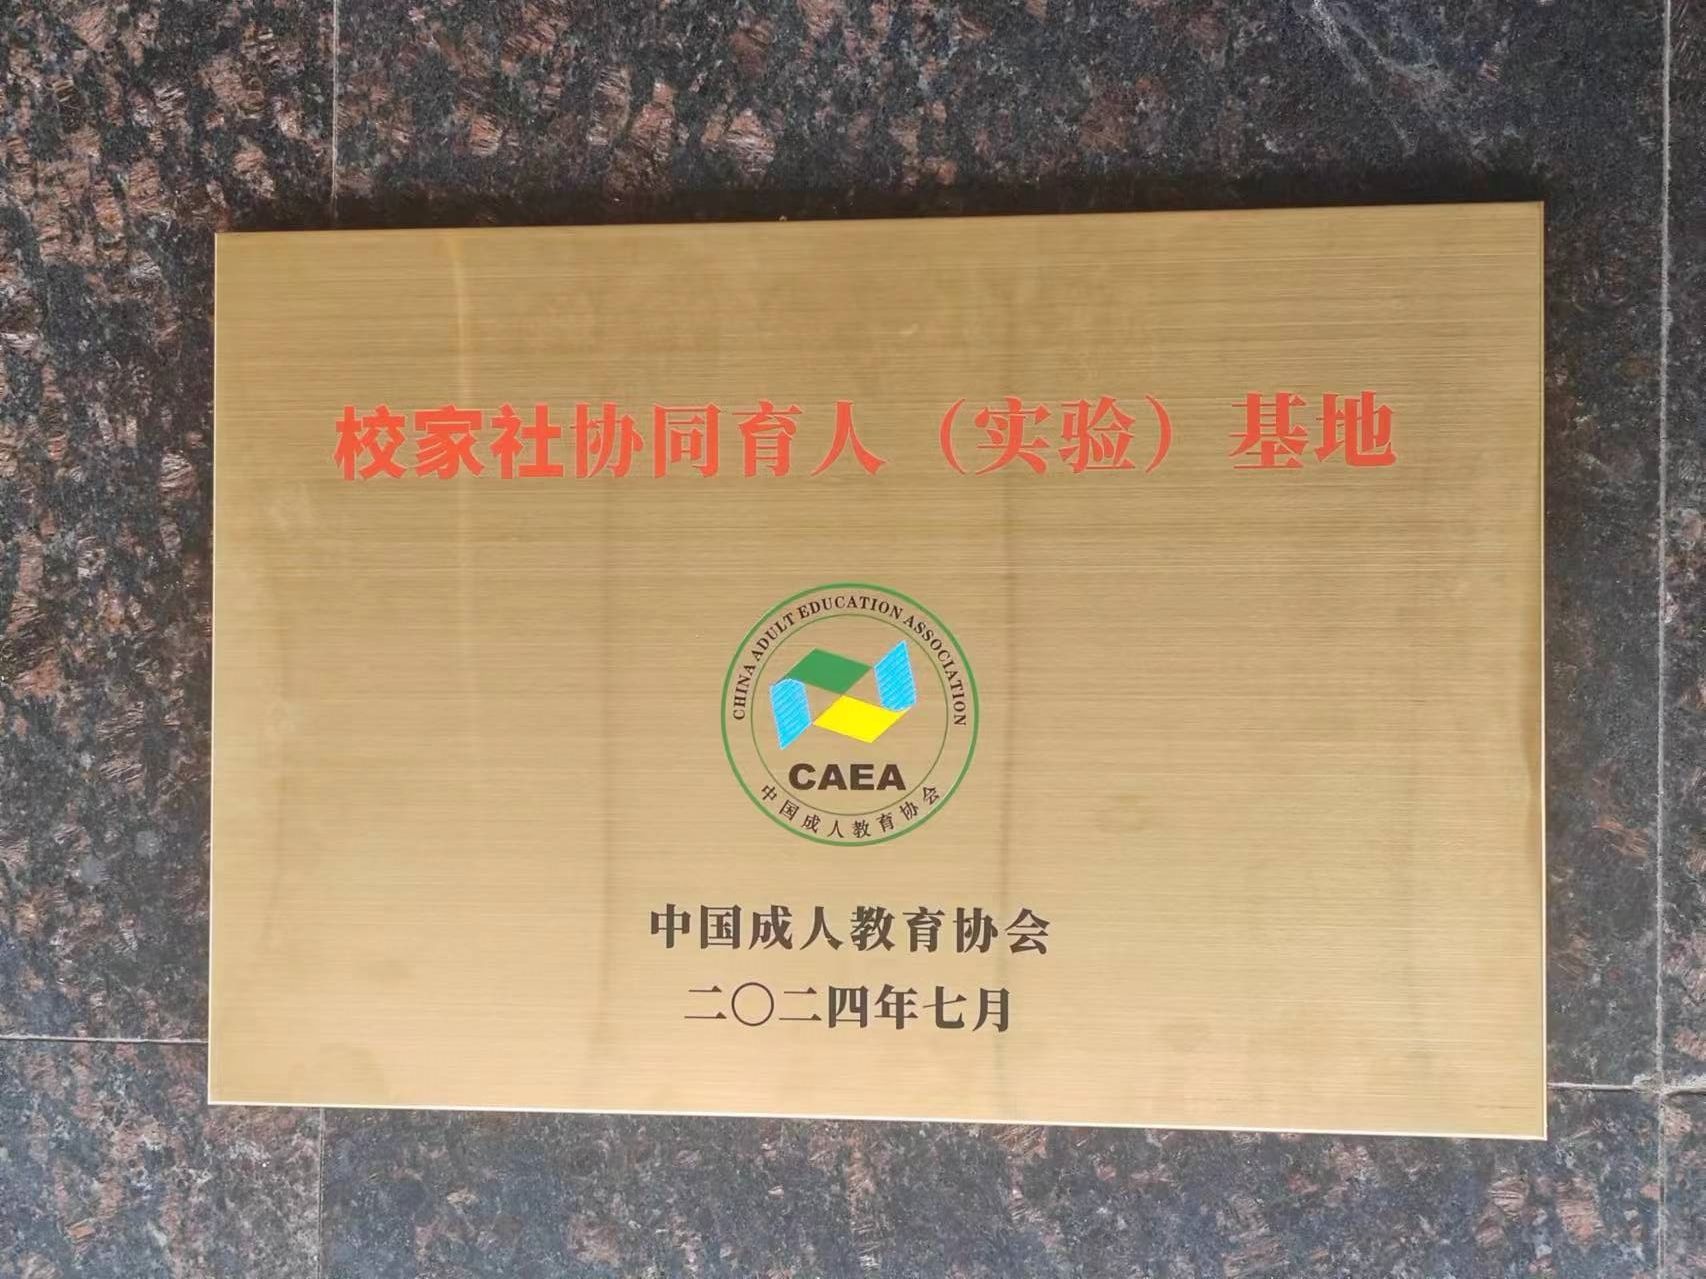 校家社协同育人（实验）基地
CHINA ADULT EDUCATION ASSOCIATION
CAEA
中国成人教育协会
中国成人教育协会
二〇二四年七月